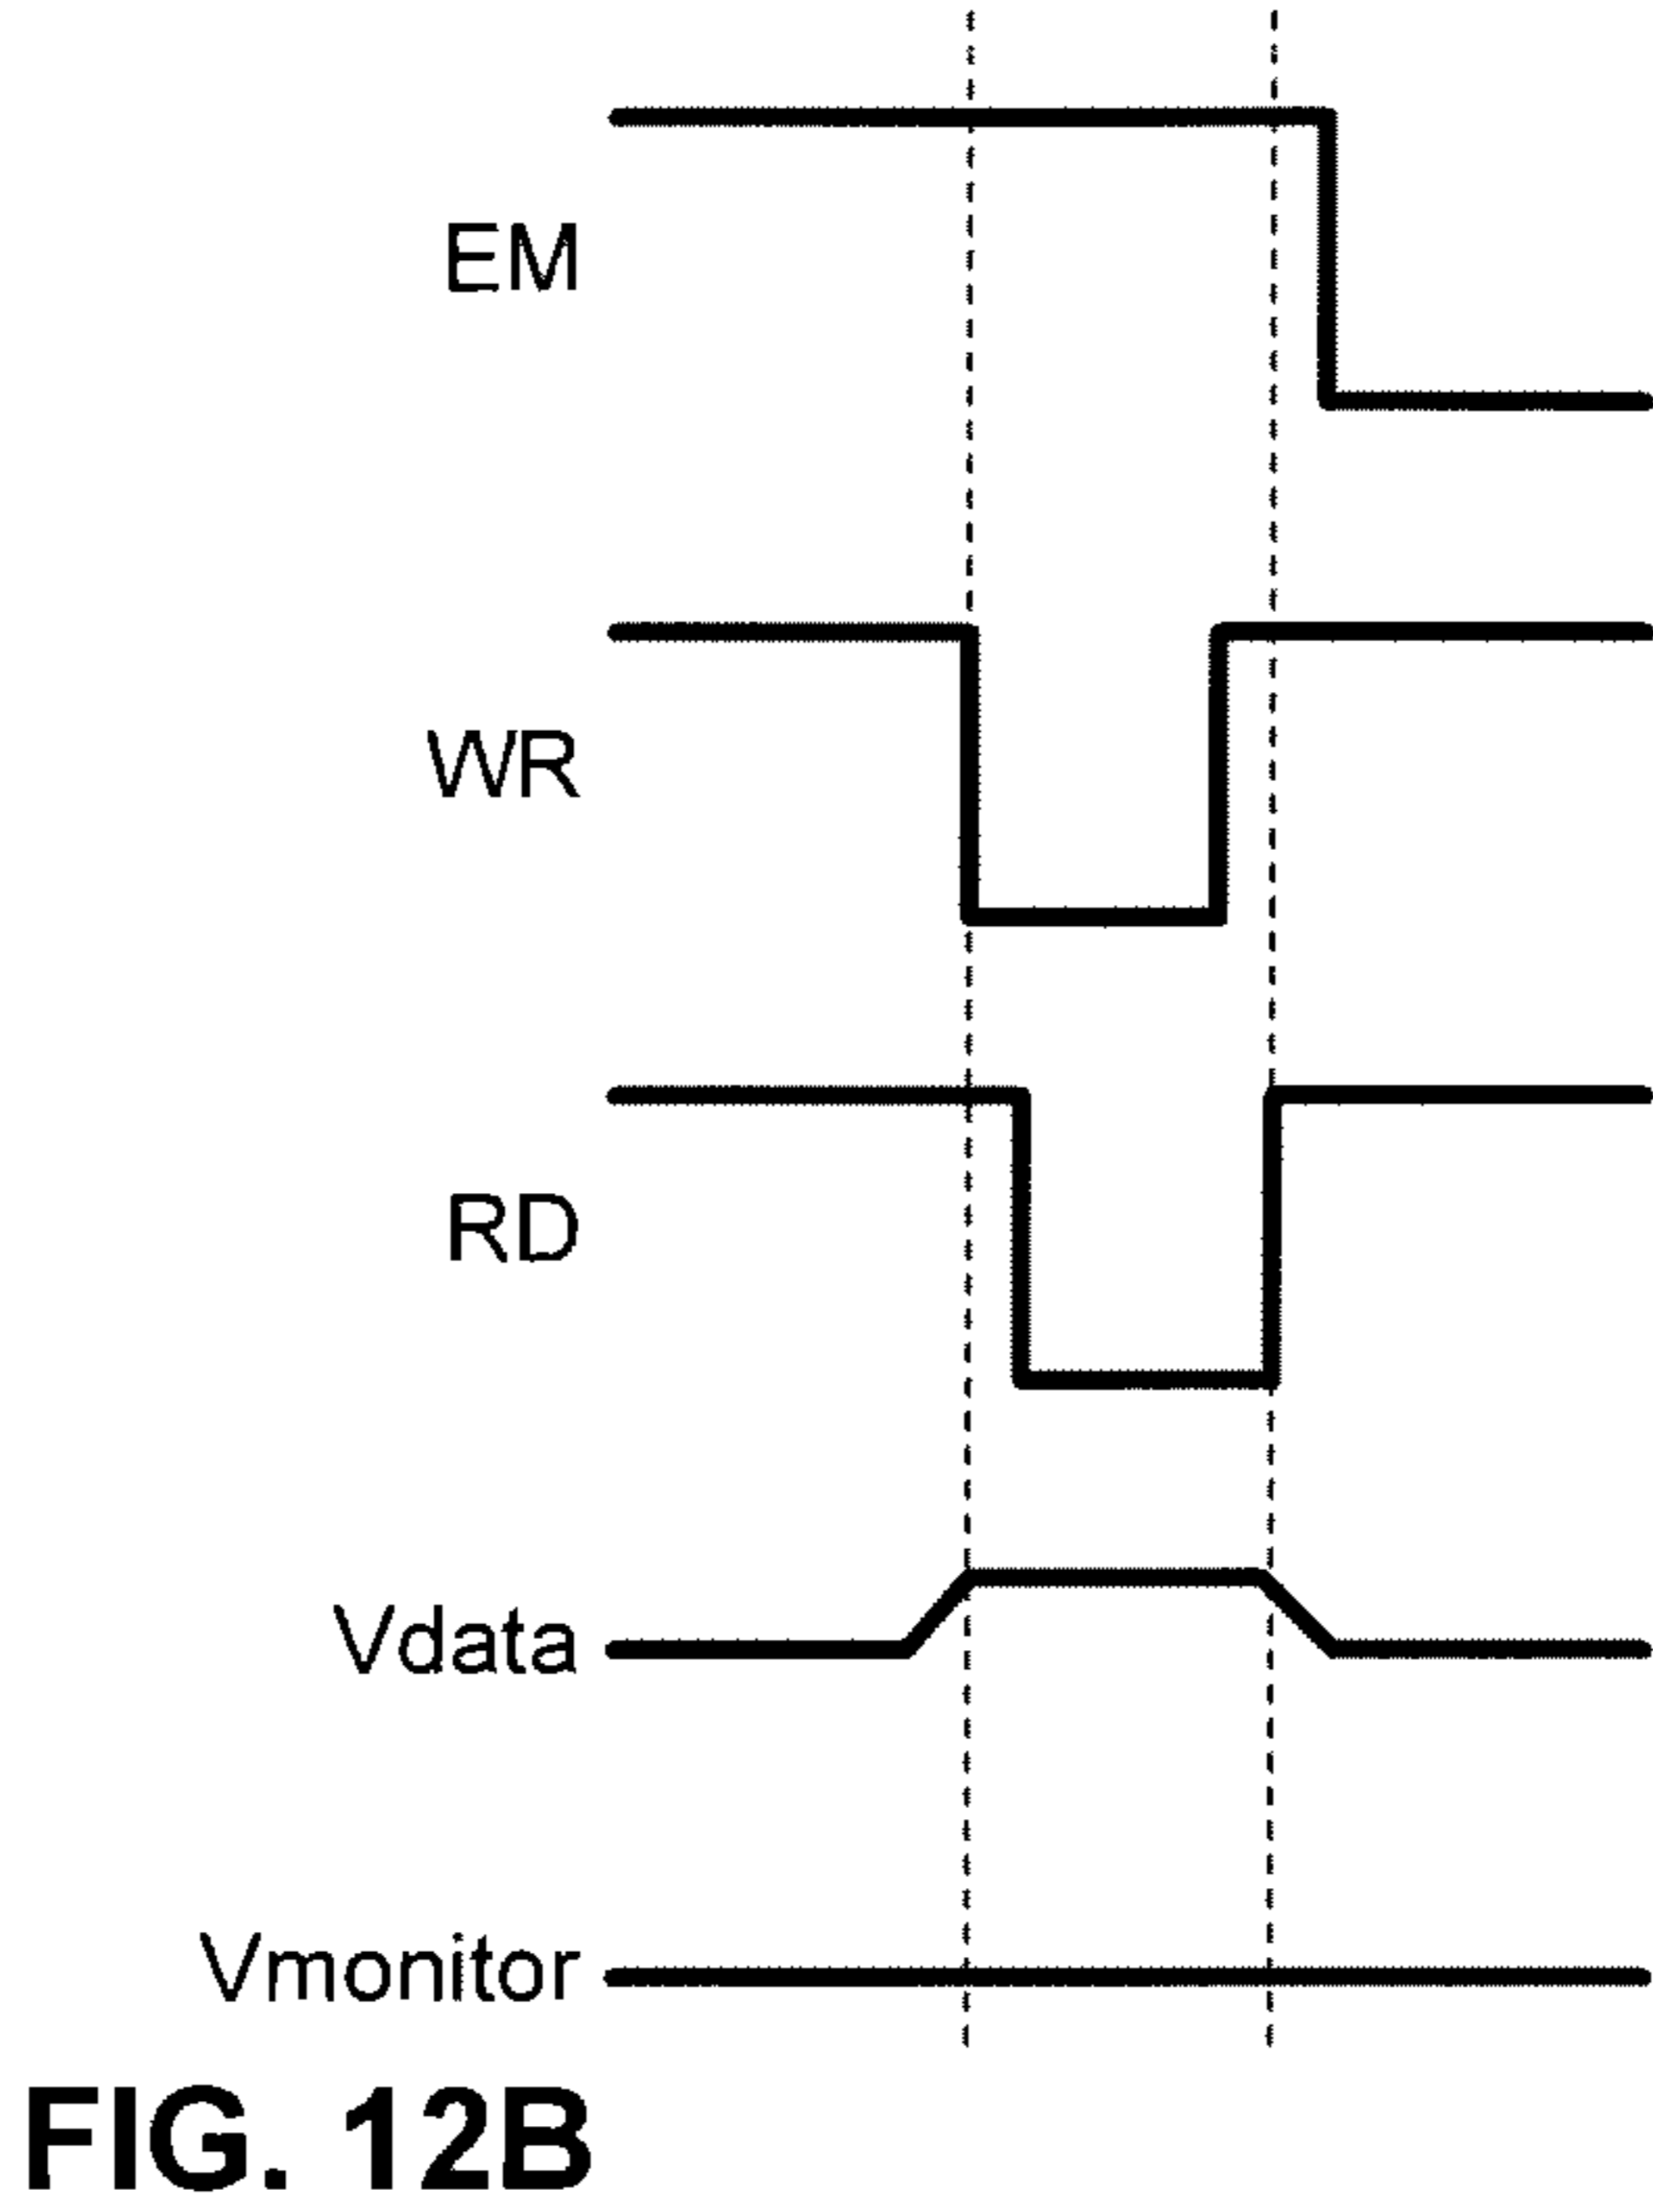 EM
WR
RD
Vdata
Vmonitor
FIG. 12B